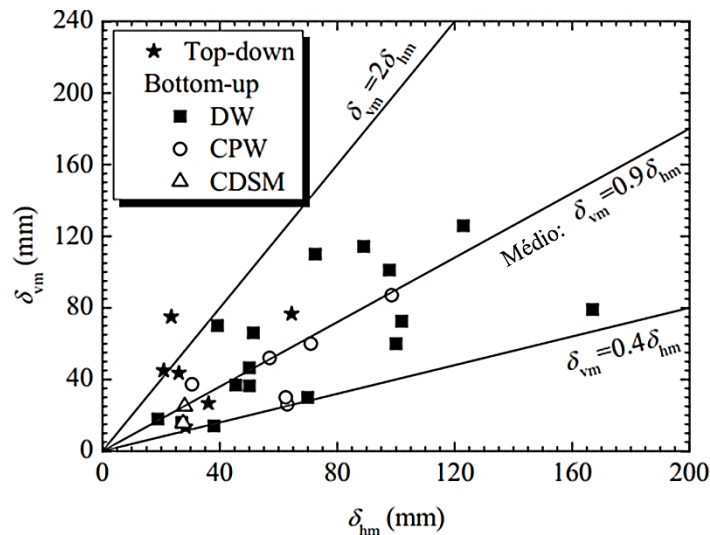 240
200
160
120
80
40
0
δvm (mm)
★ Top-down
Bottom-up
■ DW
○ CPW
△ CDSM
δvm=2δhm
Médio: δvm=0.9δhm
δvm=0.4δhm
0 40 80 120 160 200
δhm (mm)